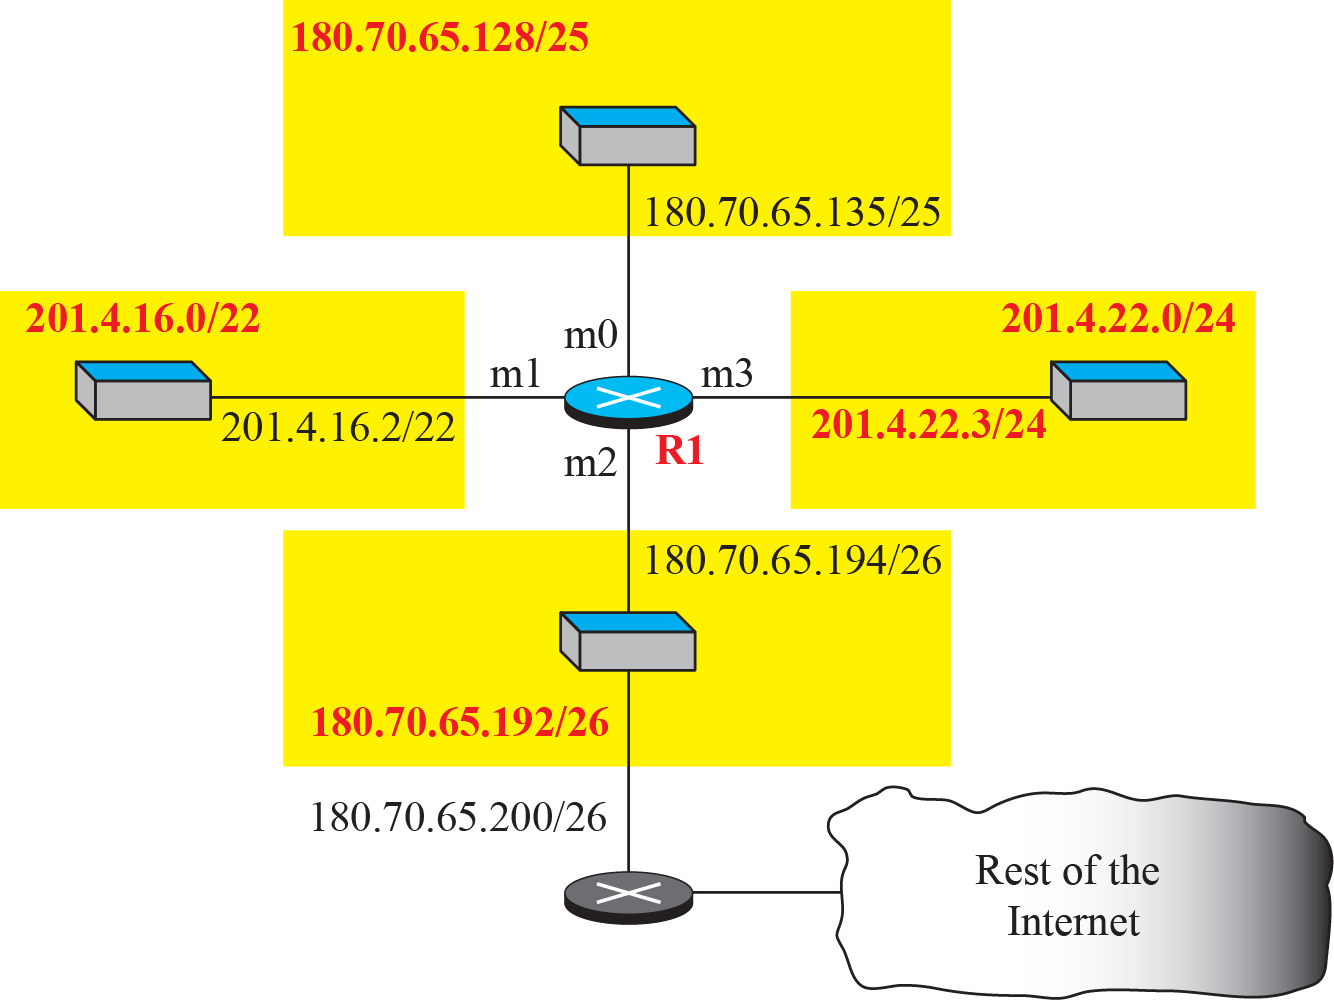 180.70.65.128/25
180.70.65.135/25
201.4.16.0/22
201.4.22.0/24
m0
m1
m3
201.4.16.2/22
201.4.22.3/24
R1
m2
180.70.65.194/26
180.70.65.192/26
180.70.65.200/26
Rest of the
Internet